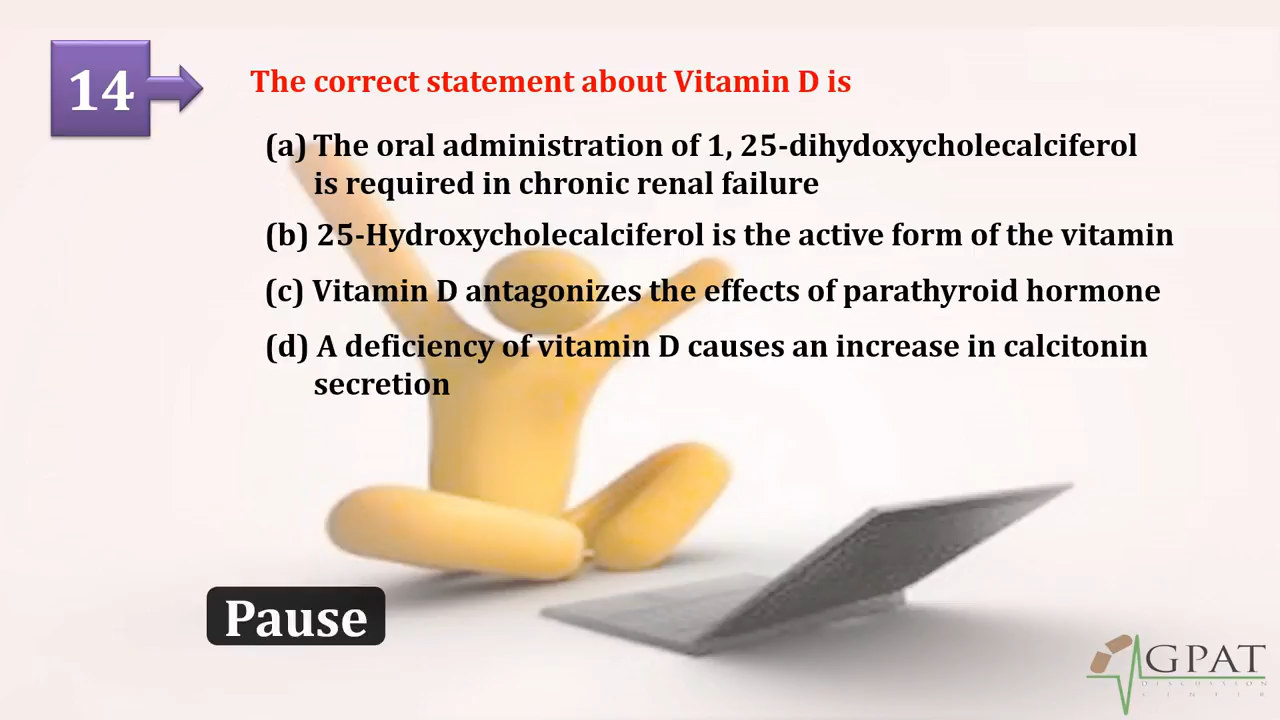 14
The correct statement about Vitamin D is
(a) The oral administration of 1, 25-dihydoxycholecalciferol
is required in chronic renal failure
(b) 25-Hydroxycholecalciferol is the active form of the vitamin
(c) Vitamin D antagonizes the effects of parathyroid hormone
(d) A deficiency of vitamin D causes an increase in calcitonin
secretion
Pause
GPAT
DISCUSSION
CENTER